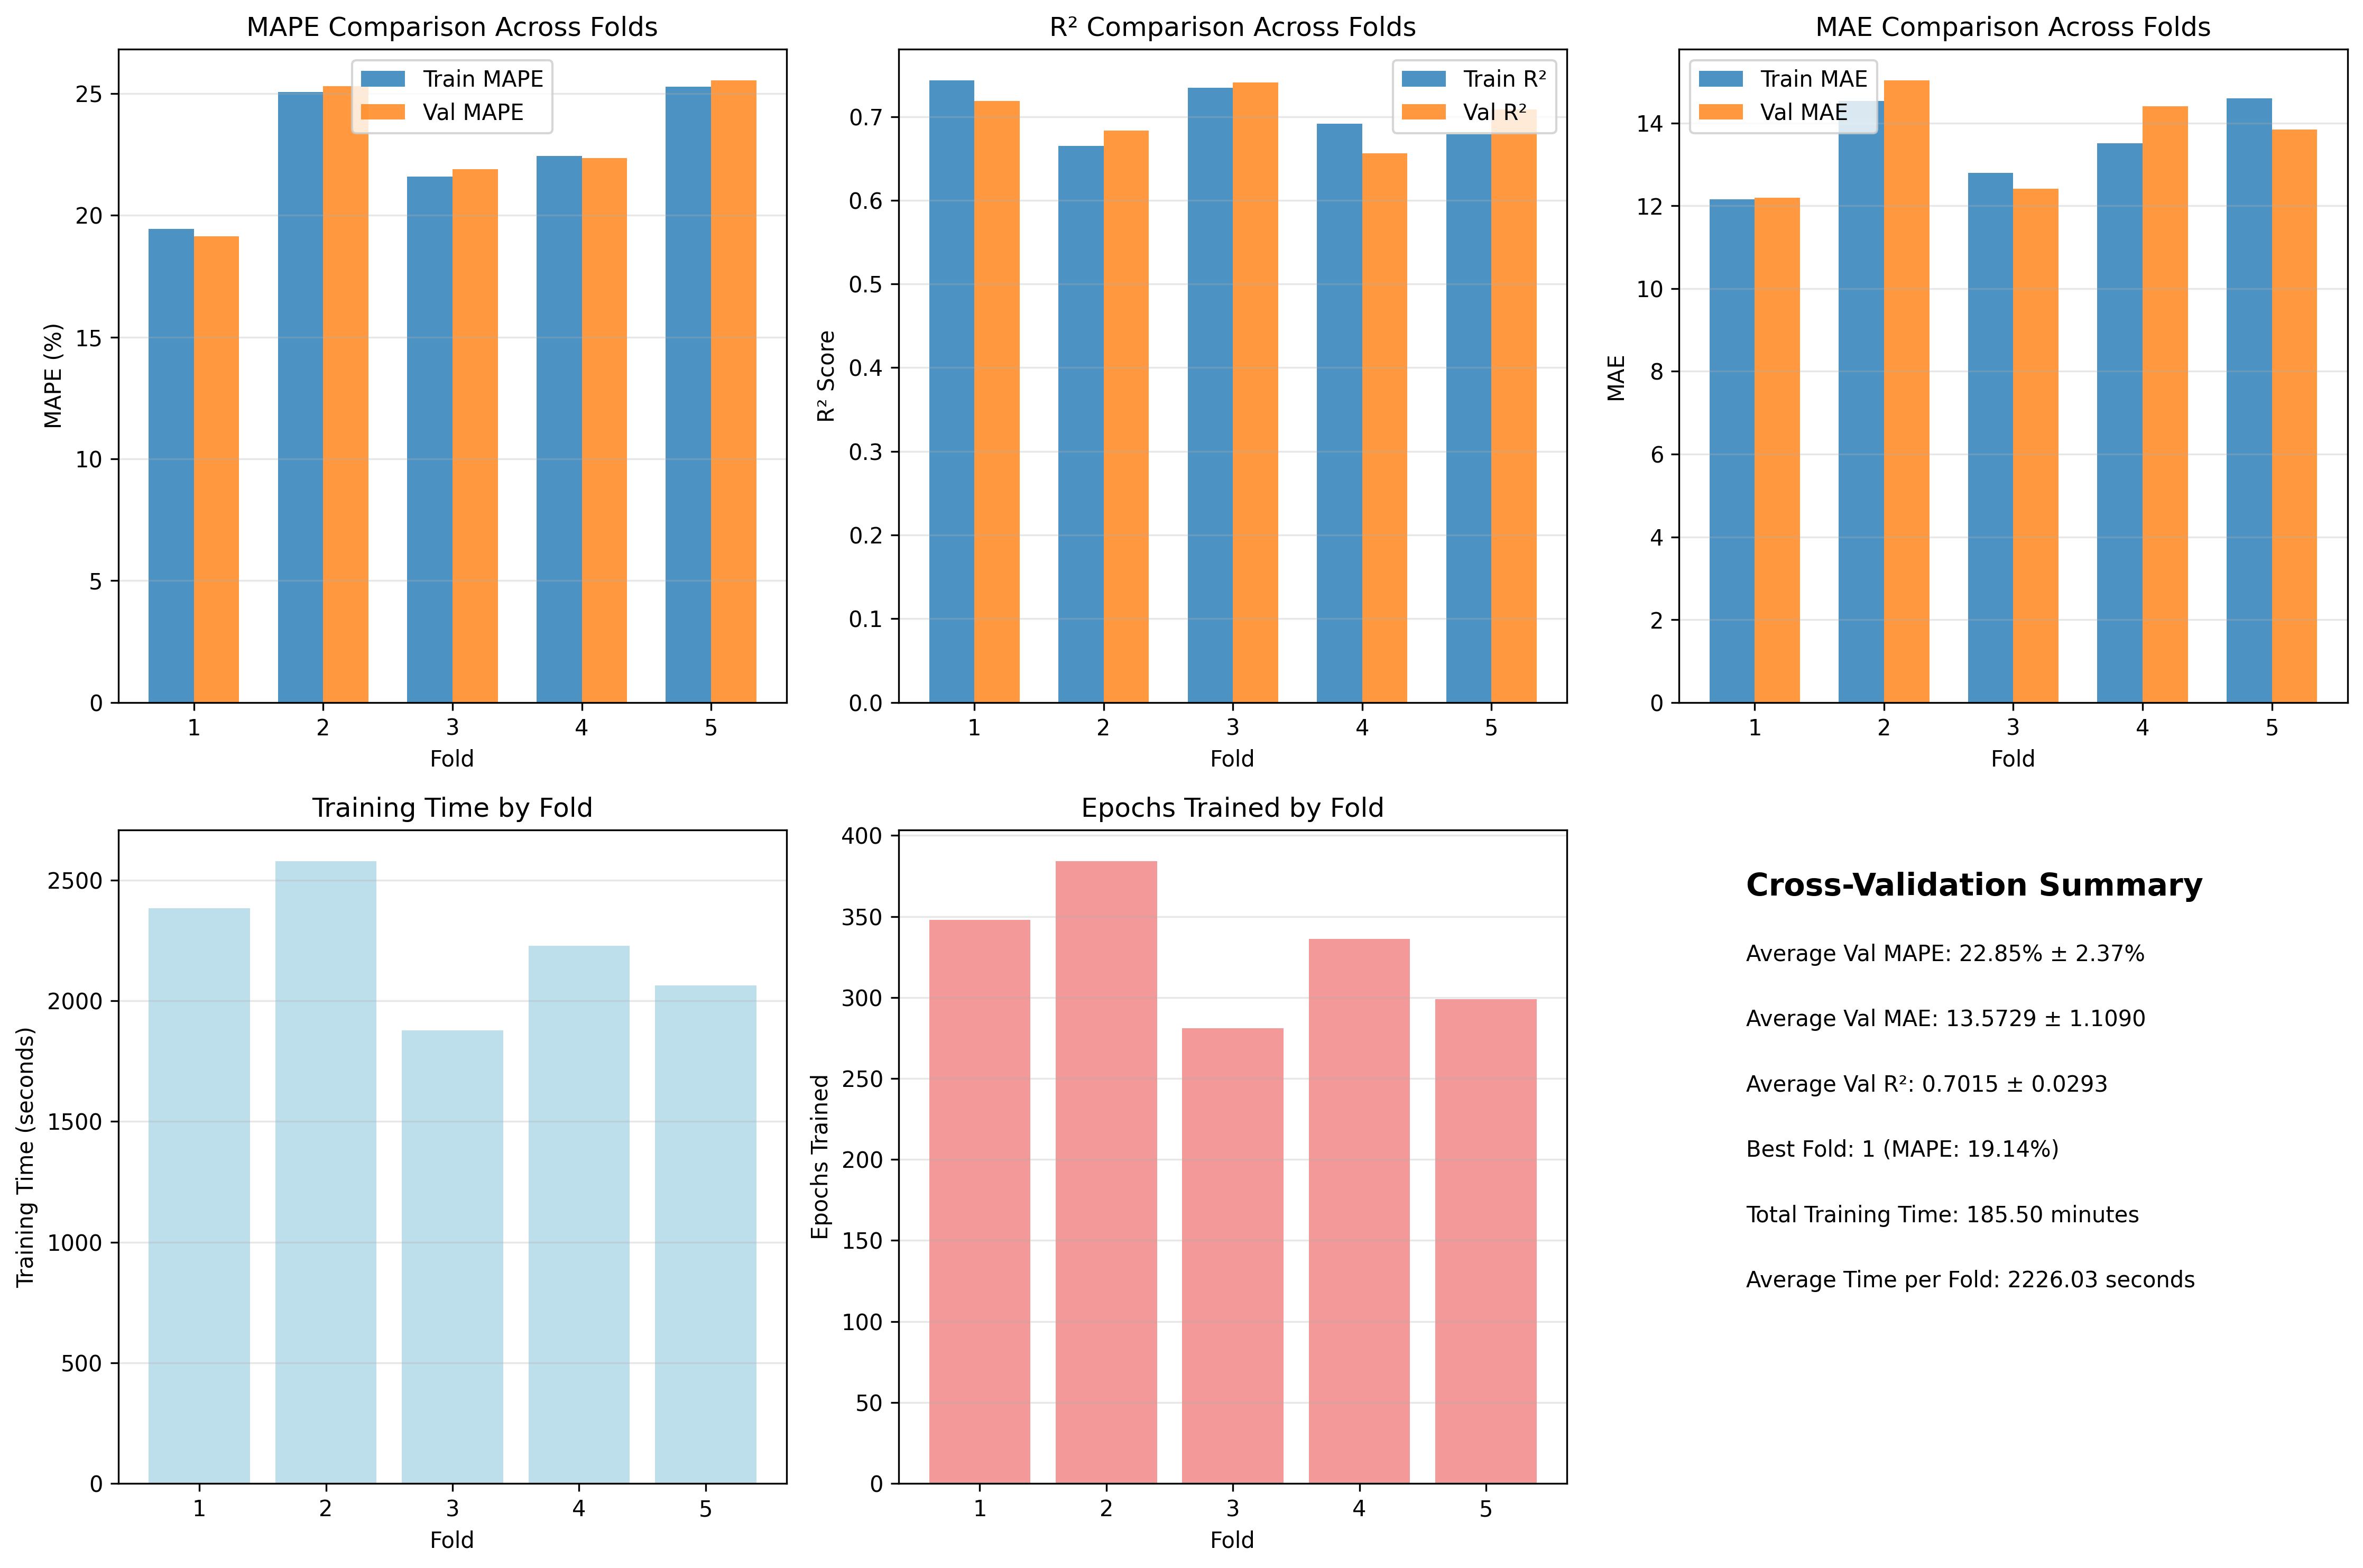 MAPE Comparison Across Folds
Train MAPE
Val MAPE
MAPE (%)
25
20
15
10
5
0
1 2 3 4 5
Fold
R² Comparison Across Folds
Train R²
Val R²
R² Score
0.7
0.6
0.5
0.4
0.3
0.2
0.1
0.0
1 2 3 4 5
Fold
MAE Comparison Across Folds
Train MAE
Val MAE
MAE
14
12
10
8
6
4
2
0
1 2 3 4 5
Fold
Training Time by Fold
Training Time (seconds)
2500
2000
1500
1000
500
0
1 2 3 4 5
Fold
Epochs Trained by Fold
Epochs Trained
400
350
300
250
200
150
100
50
0
1 2 3 4 5
Fold
Cross-Validation Summary
Average Val MAPE: 22.85% ± 2.37%
Average Val MAE: 13.5729 ± 1.1090
Average Val R²: 0.7015 ± 0.0293
Best Fold: 1 (MAPE: 19.14%)
Total Training Time: 185.50 minutes
Average Time per Fold: 2226.03 seconds